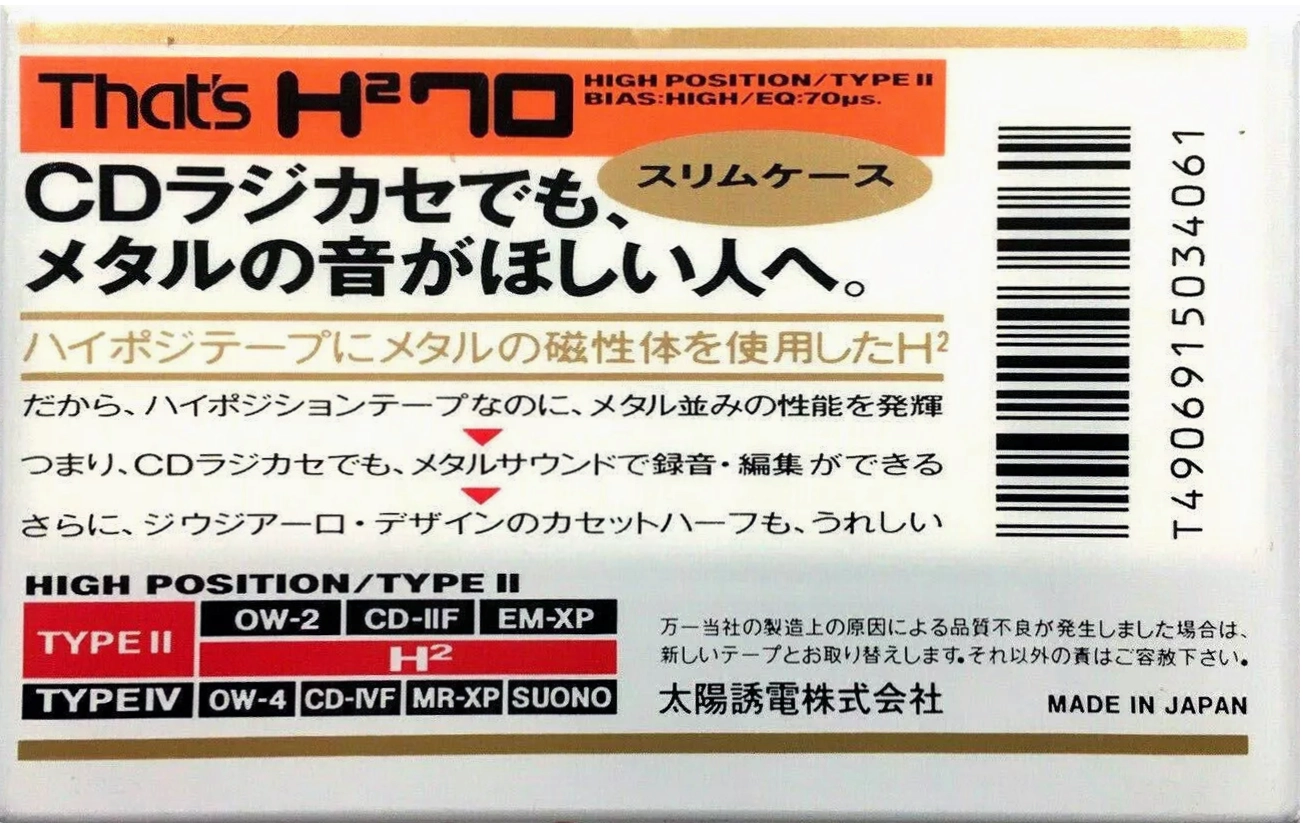 That's H²70
HIGH POSITION/TYPE II
BIAS:HIGH/EQ:70μs.
スリムケース
CDラジカセでも、
メタルの音がほしい人へ。
ハイポジテープにメタルの磁性体を使用したH²
だから、ハイポジションテープなのに、メタル並みの性能を発輝
つまり、CDラジカセでも、メタルサウンドで録音・編集ができる
さらに、ジウジアーロ・デザインのカセットハーフも、うれしい
T4906915034061
HIGH POSITION/TYPE II
TYPE II OW-2 CD-IIF EM-XP
H²
TYPE IV OW-4 CD-IVF MR-XP SUONO
万一当社の製造上の原因による品質不良が発生しました場合は、
新しいテープとお取り替えします。それ以外の責はご容赦下さい。
太陽誘電株式会社
MADE IN JAPAN